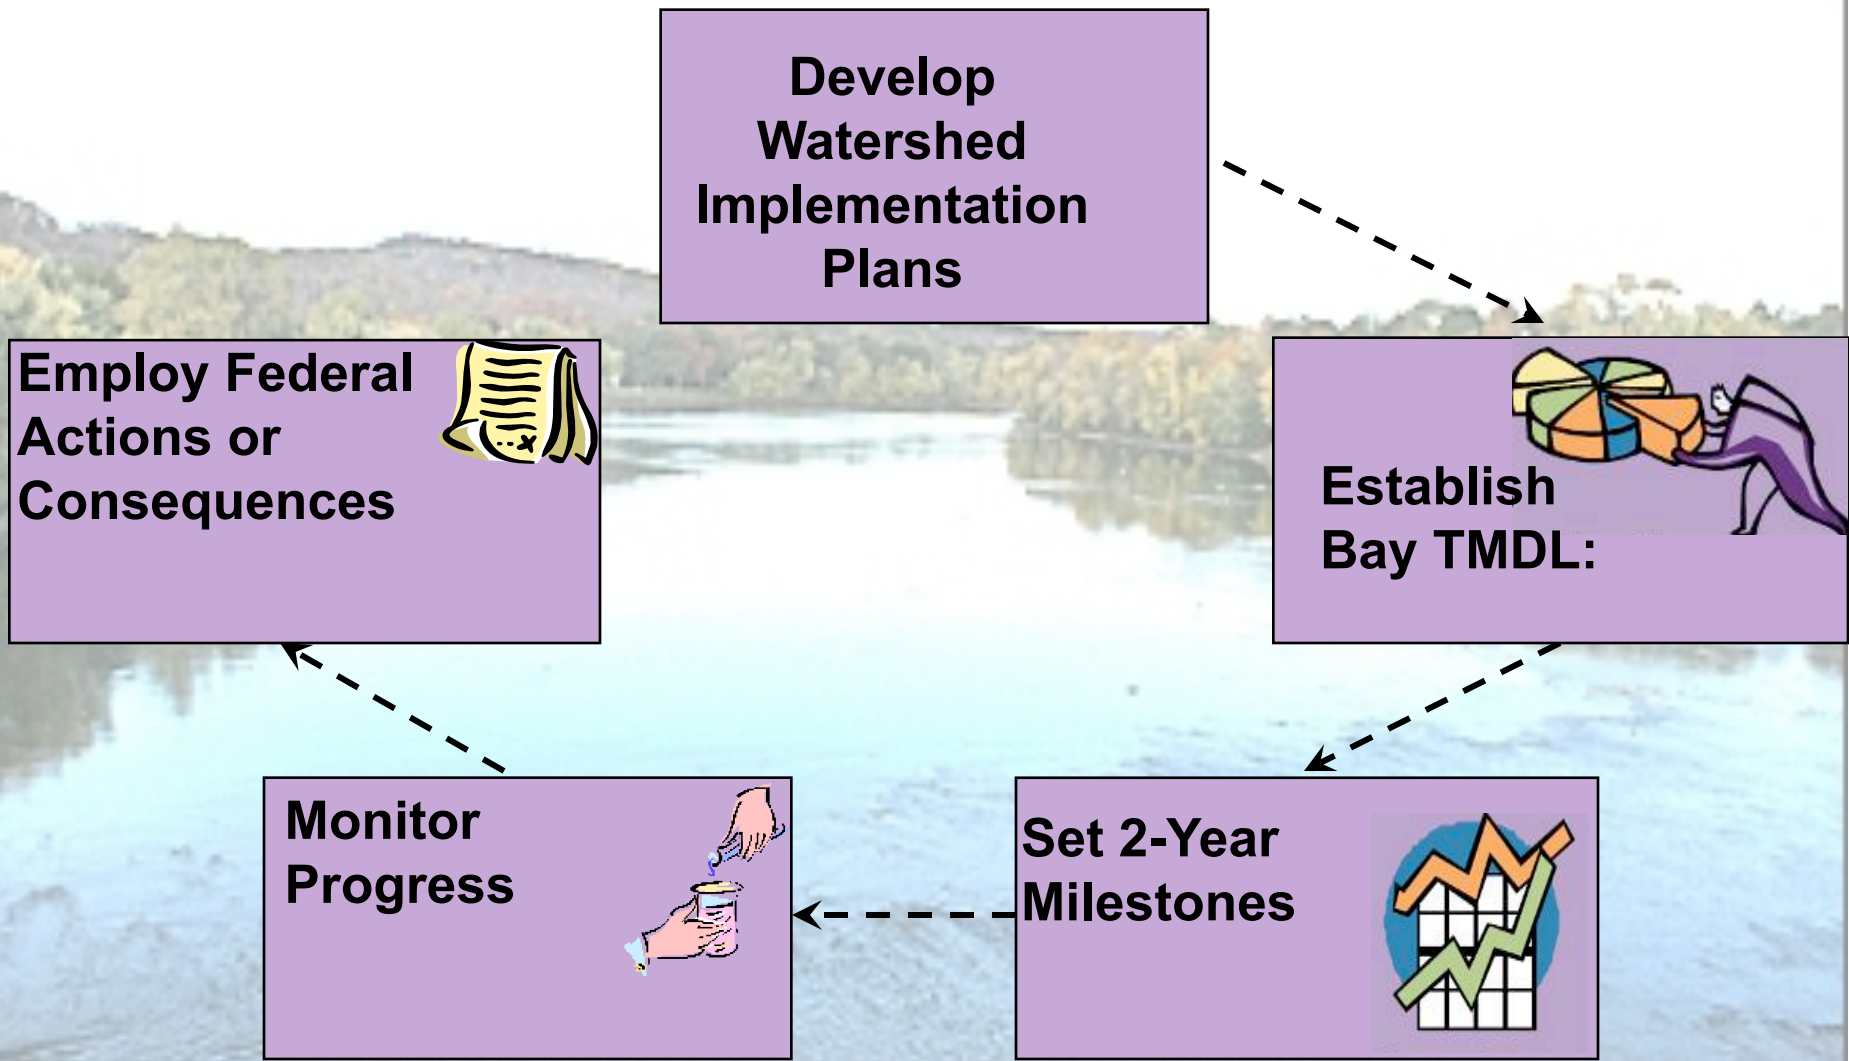 Develop
Watershed
Implementation
Plans
Employ Federal
Actions or
Consequences
Establish
Bay TMDL:
Monitor
Progress
Set 2-Year
Milestones